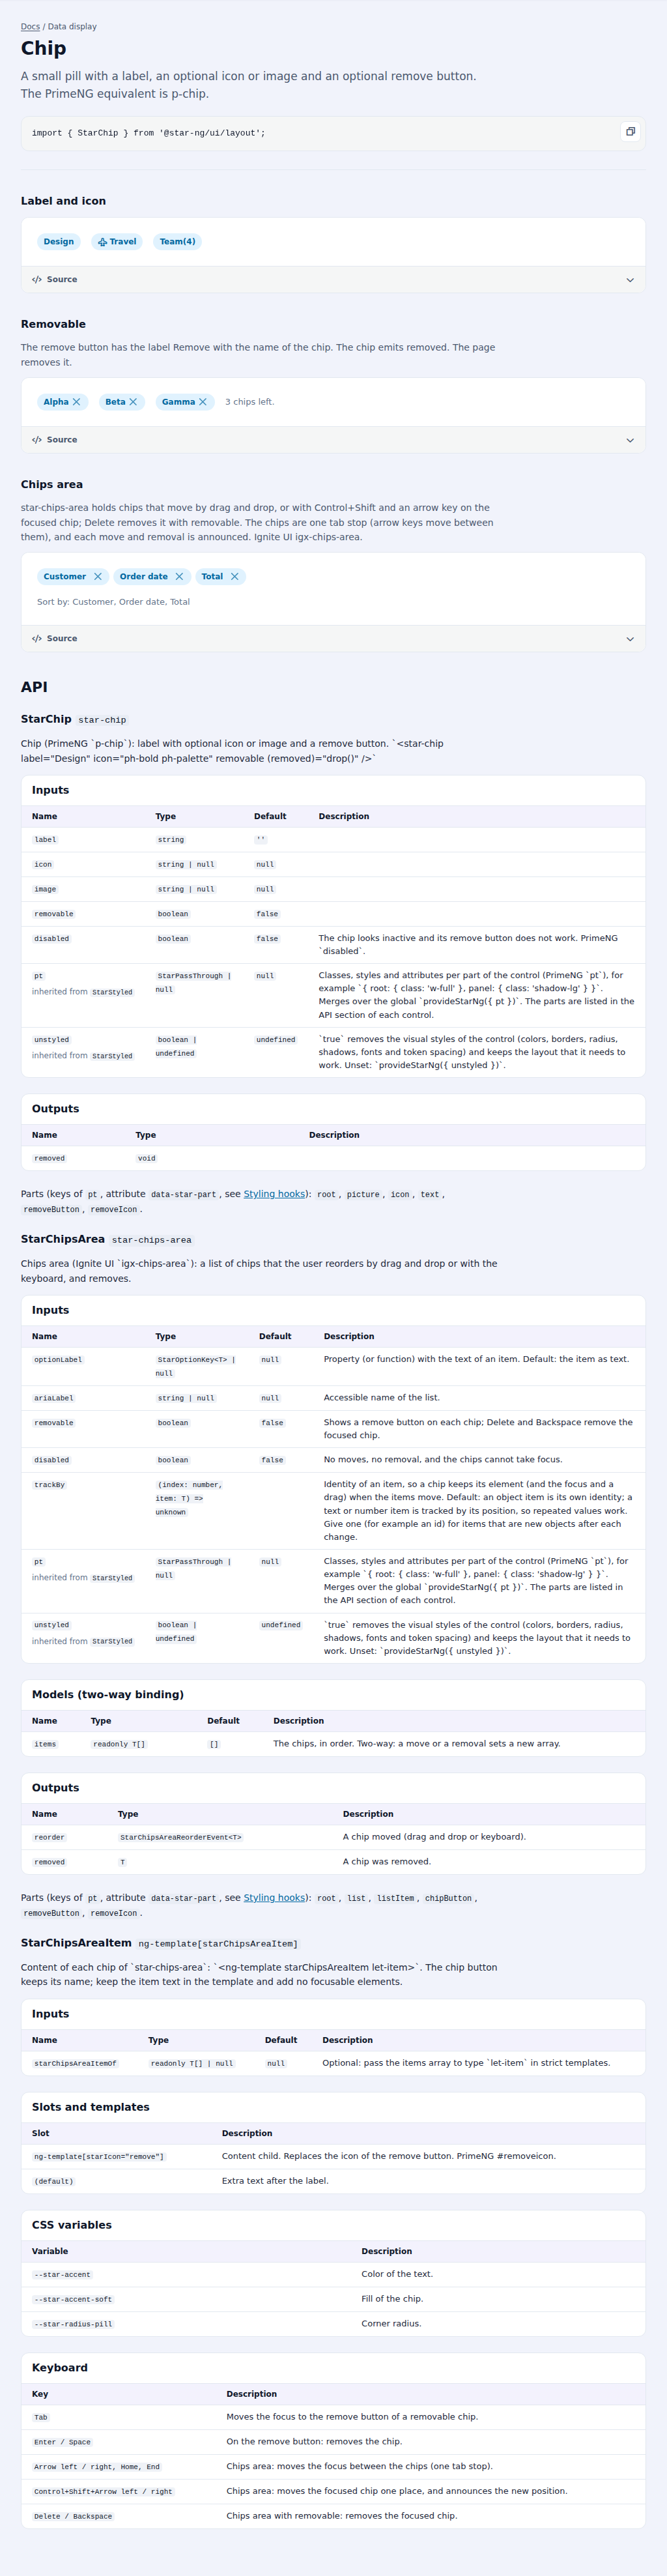 Docs / Data display
Chip
A small pill with a label, an optional icon or image and an optional remove button.
The PrimeNG equivalent is p-chip.
import { StarChip } from '@star-ng/ui/layout';
Label and icon
Design Travel Team(4)
Source
Removable
The remove button has the label Remove with the name of the chip. The chip emits removed. The page
removes it.
Alpha Beta Gamma 3 chips left.
Source
Chips area
star-chips-area holds chips that move by drag and drop, or with Control+Shift and an arrow key on the
focused chip; Delete removes it with removable. The chips are one tab stop (arrow keys move between
them), and each move and removal is announced. Ignite UI igx-chips-area.
Customer Order date Total
Sort by: Customer, Order date, Total
Source
API
StarChip star-chip
Chip (PrimeNG `p-chip`): label with optional icon or image and a remove button. `<star-chip
label="Design" icon="ph-bold ph-palette" removable (removed)="drop()" />`
Inputs
Name Type Default Description
label string ''
icon string | null null
image string | null null
removable boolean false
disabled boolean false The chip looks inactive and its remove button does not work. PrimeNG
`disabled`.
pt StarPassThrough | null Classes, styles and attributes per part of the control (PrimeNG `pt`), for
inherited from StarStyled null example `{ root: { class: 'w-full' }, panel: { class: 'shadow-lg' } }`.
Merges over the global `provideStarNg({ pt })`. The parts are listed in the
API section of each control.
unstyled boolean | undefined `true` removes the visual styles of the control (colors, borders, radius,
inherited from StarStyled undefined shadows, fonts and token spacing) and keeps the layout that it needs to
work. Unset: `provideStarNg({ unstyled })`.
Outputs
Name Type Description
removed void
Parts (keys of pt, attribute data-star-part, see Styling hooks): root, picture, icon, text,
removeButton, removeIcon.
StarChipsArea star-chips-area
Chips area (Ignite UI `igx-chips-area`): a list of chips that the user reorders by drag and drop or with the
keyboard, and removes.
Inputs
Name Type Default Description
optionLabel StarOptionKey<T> | null Property (or function) with the text of an item. Default: the item as text.
null
ariaLabel string | null null Accessible name of the list.
removable boolean false Shows a remove button on each chip; Delete and Backspace remove the
focused chip.
disabled boolean false No moves, no removal, and the chips cannot take focus.
trackBy (index: number, Identity of an item, so a chip keeps its element (and the focus and a
item: T) => drag) when the items move. Default: an object item is its own identity; a
unknown text or number item is tracked by its position, so repeated values work.
Give one (for example an id) for items that are new objects after each
change.
pt StarPassThrough | null Classes, styles and attributes per part of the control (PrimeNG `pt`), for
inherited from StarStyled null example `{ root: { class: 'w-full' }, panel: { class: 'shadow-lg' } }`.
Merges over the global `provideStarNg({ pt })`. The parts are listed in
the API section of each control.
unstyled boolean | undefined `true` removes the visual styles of the control (colors, borders, radius,
inherited from StarStyled undefined shadows, fonts and token spacing) and keeps the layout that it needs to
work. Unset: `provideStarNg({ unstyled })`.
Models (two-way binding)
Name Type Default Description
items readonly T[] [] The chips, in order. Two-way: a move or a removal sets a new array.
Outputs
Name Type Description
reorder StarChipsAreaReorderEvent<T> A chip moved (drag and drop or keyboard).
removed T A chip was removed.
Parts (keys of pt, attribute data-star-part, see Styling hooks): root, list, listItem, chipButton,
removeButton, removeIcon.
StarChipsAreaItem ng-template[starChipsAreaItem]
Content of each chip of `star-chips-area`: `<ng-template starChipsAreaItem let-item>`. The chip button
keeps its name; keep the item text in the template and add no focusable elements.
Inputs
Name Type Default Description
starChipsAreaItemOf readonly T[] | null null Optional: pass the items array to type `let-item` in strict templates.
Slots and templates
Slot Description
ng-template[starIcon="remove"] Content child. Replaces the icon of the remove button. PrimeNG #removeicon.
(default) Extra text after the label.
CSS variables
Variable Description
--star-accent Color of the text.
--star-accent-soft Fill of the chip.
--star-radius-pill Corner radius.
Keyboard
Key Description
Tab Moves the focus to the remove button of a removable chip.
Enter / Space On the remove button: removes the chip.
Arrow left / right, Home, End Chips area: moves the focus between the chips (one tab stop).
Control+Shift+Arrow left / right Chips area: moves the focused chip one place, and announces the new position.
Delete / Backspace Chips area with removable: removes the focused chip.